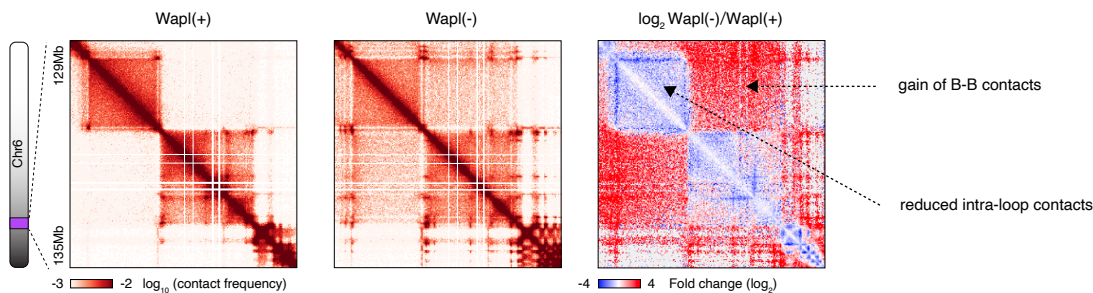 Wapl(+)
Wapl(-)
log2 Wapl(-)/Wapl(+)
Chr6
129Mb
135Mb
gain of B-B contacts
reduced intra-loop contacts
-3 -2 log10 (contact frequency)
-4 4 Fold change (log2)